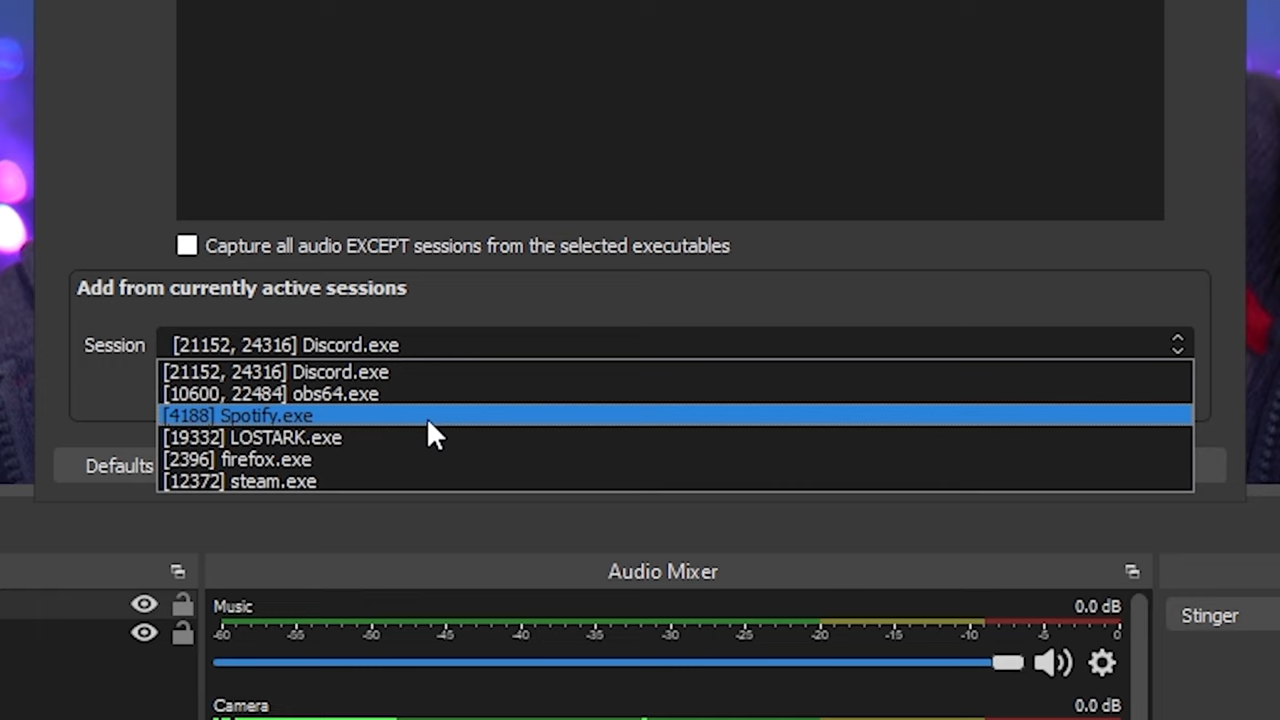 Capture all audio EXCEPT sessions from the selected executables
Add from currently active sessions
Session [21152, 24316] Discord.exe
[21152, 24316] Discord.exe
[10600, 22484] obs64.exe
[4188] Spotify.exe
[19332] LOSTARK.exe
[2396] firefox.exe
[12372] steam.exe
Defaults
Audio Mixer
Music 0.0 dB
-60 -55 -50 -45 -40 -35 -30 -25 -20 -15 -10 -5 0
Stinger
Camera 0.0 dB